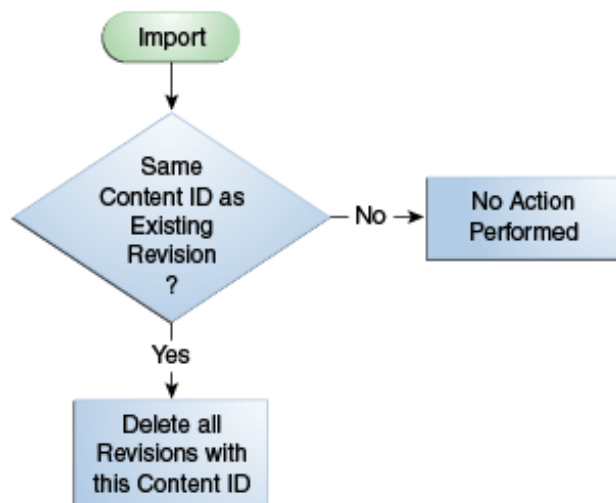 Import
Same
Content ID as
Existing
Revision
?
No
No Action
Performed
Yes
Delete all
Revisions with
this Content ID